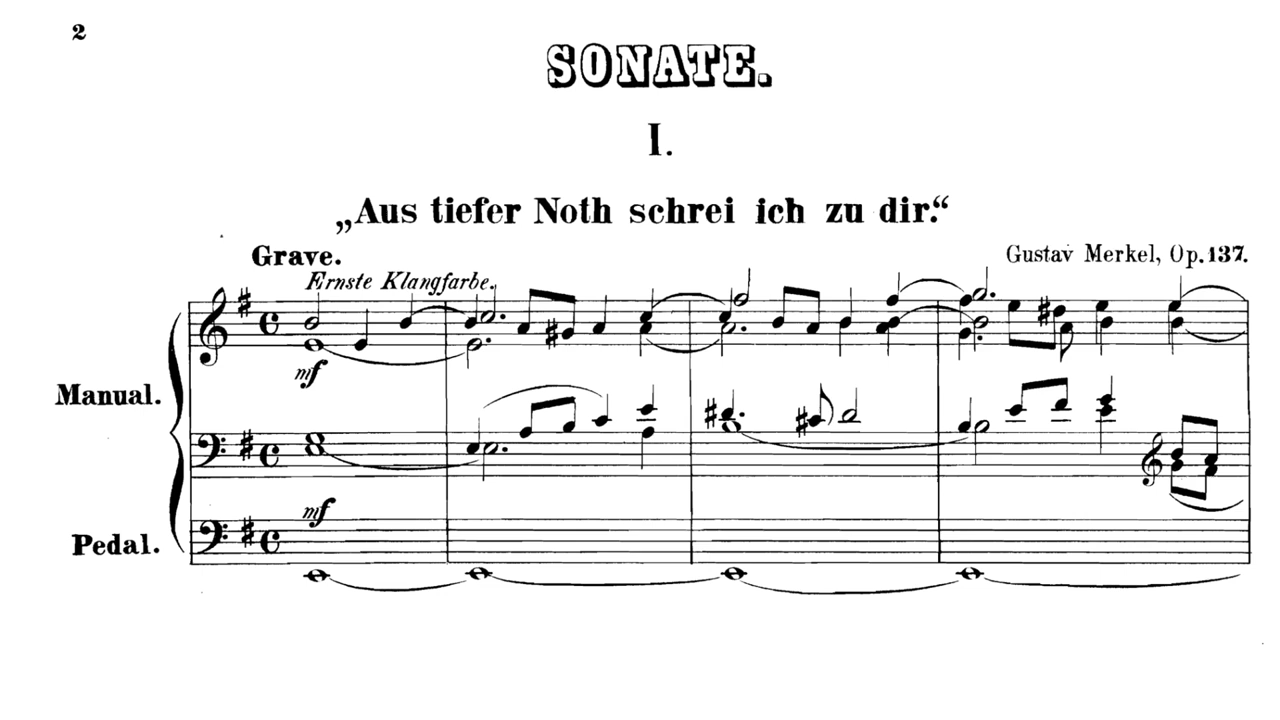 2
SONATE.
I.
„Aus tiefer Noth schrei ich zu dir.“
Grave.
Gustav Merkel, Op. 137.
Ernste Klangfarbe.
mf
Manual.
mf
Pedal.